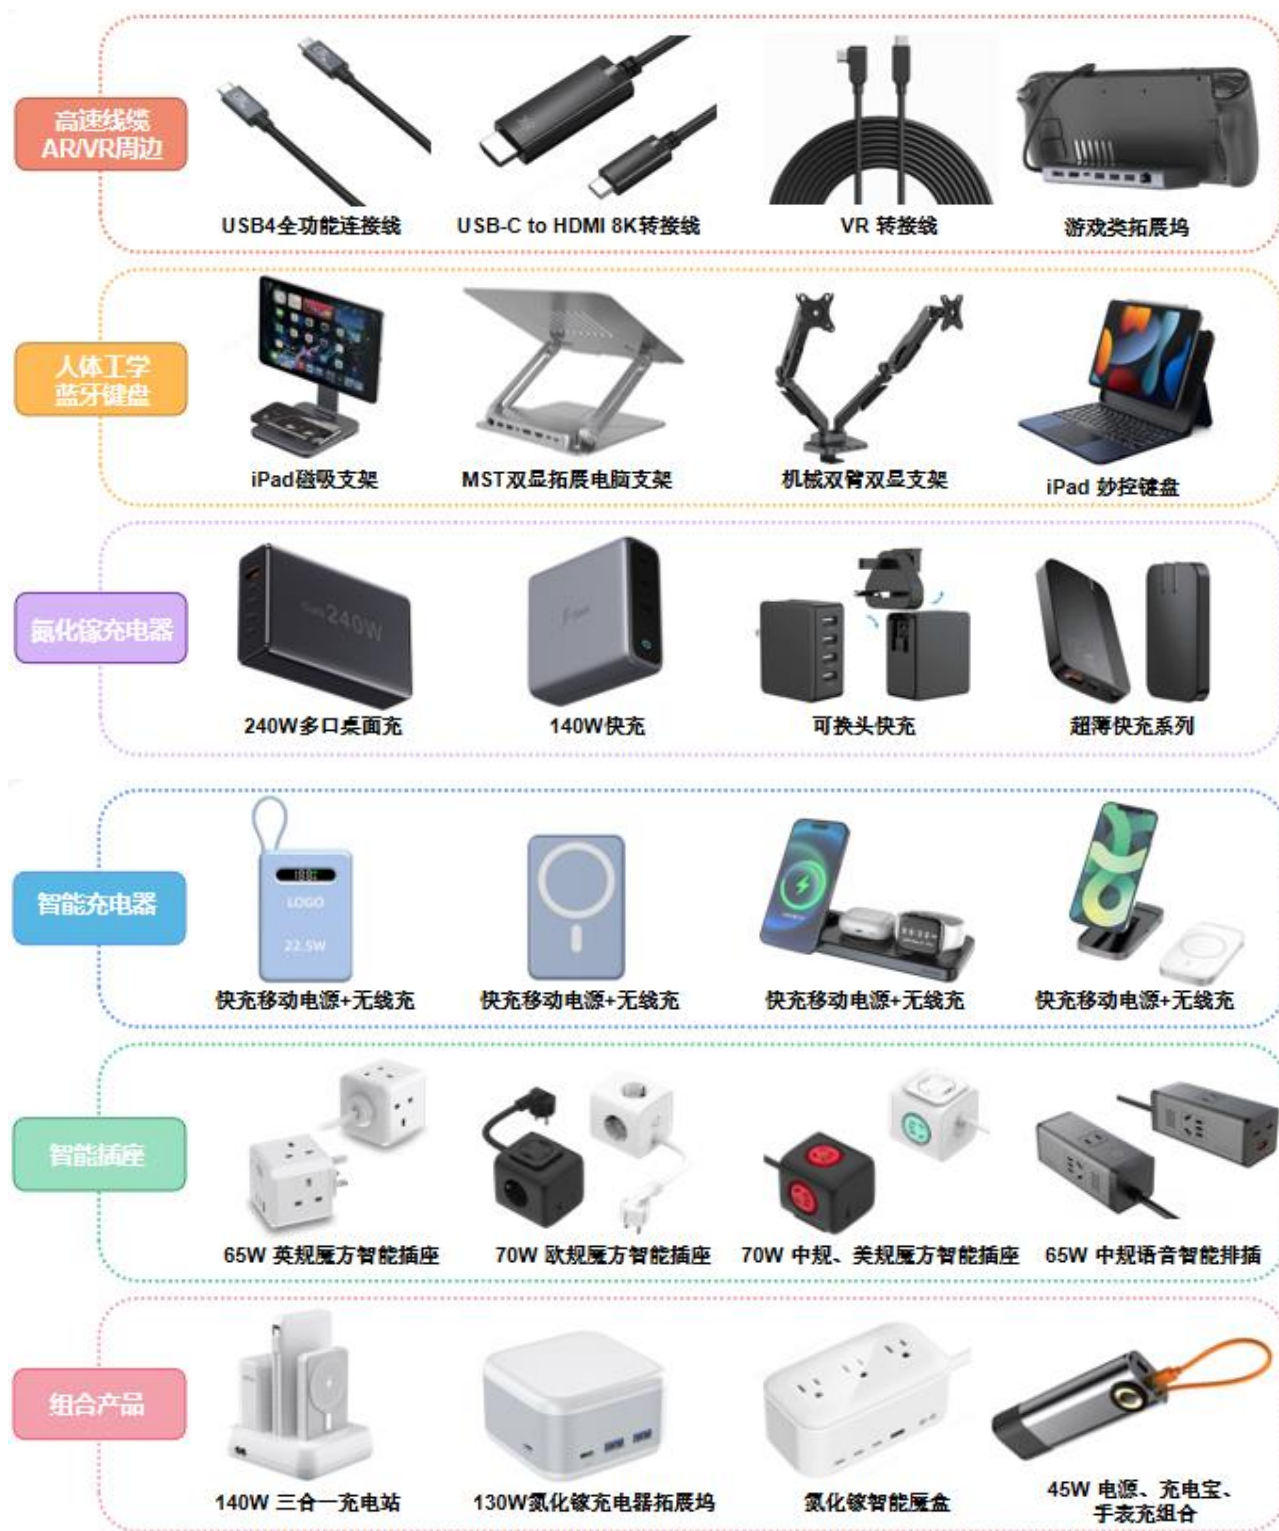 高速线缆
AR/VR周边
USB4全功能连接线
USB-C to HDMI 8K转接线
VR 转接线
游戏类拓展坞
人体工学
蓝牙键盘
iPad磁吸支架
MST双显拓展电脑支架
机械双臂双显支架
iPad 妙控键盘
氮化镓充电器
240W
240W多口桌面充
140W快充
可换头快充
超薄快充系列
智能充电器
LOGO
22.5W
快充移动电源+无线充
快充移动电源+无线充
快充移动电源+无线充
快充移动电源+无线充
智能插座
65W 英规魔方智能插座
70W 欧规魔方智能插座
70W 中规、美规魔方智能插座
65W 中规语音智能排插
组合产品
140W 三合一充电站
130W氮化镓充电器拓展坞
氮化镓智能魔盒
45W 电源、充电宝、
手表充组合